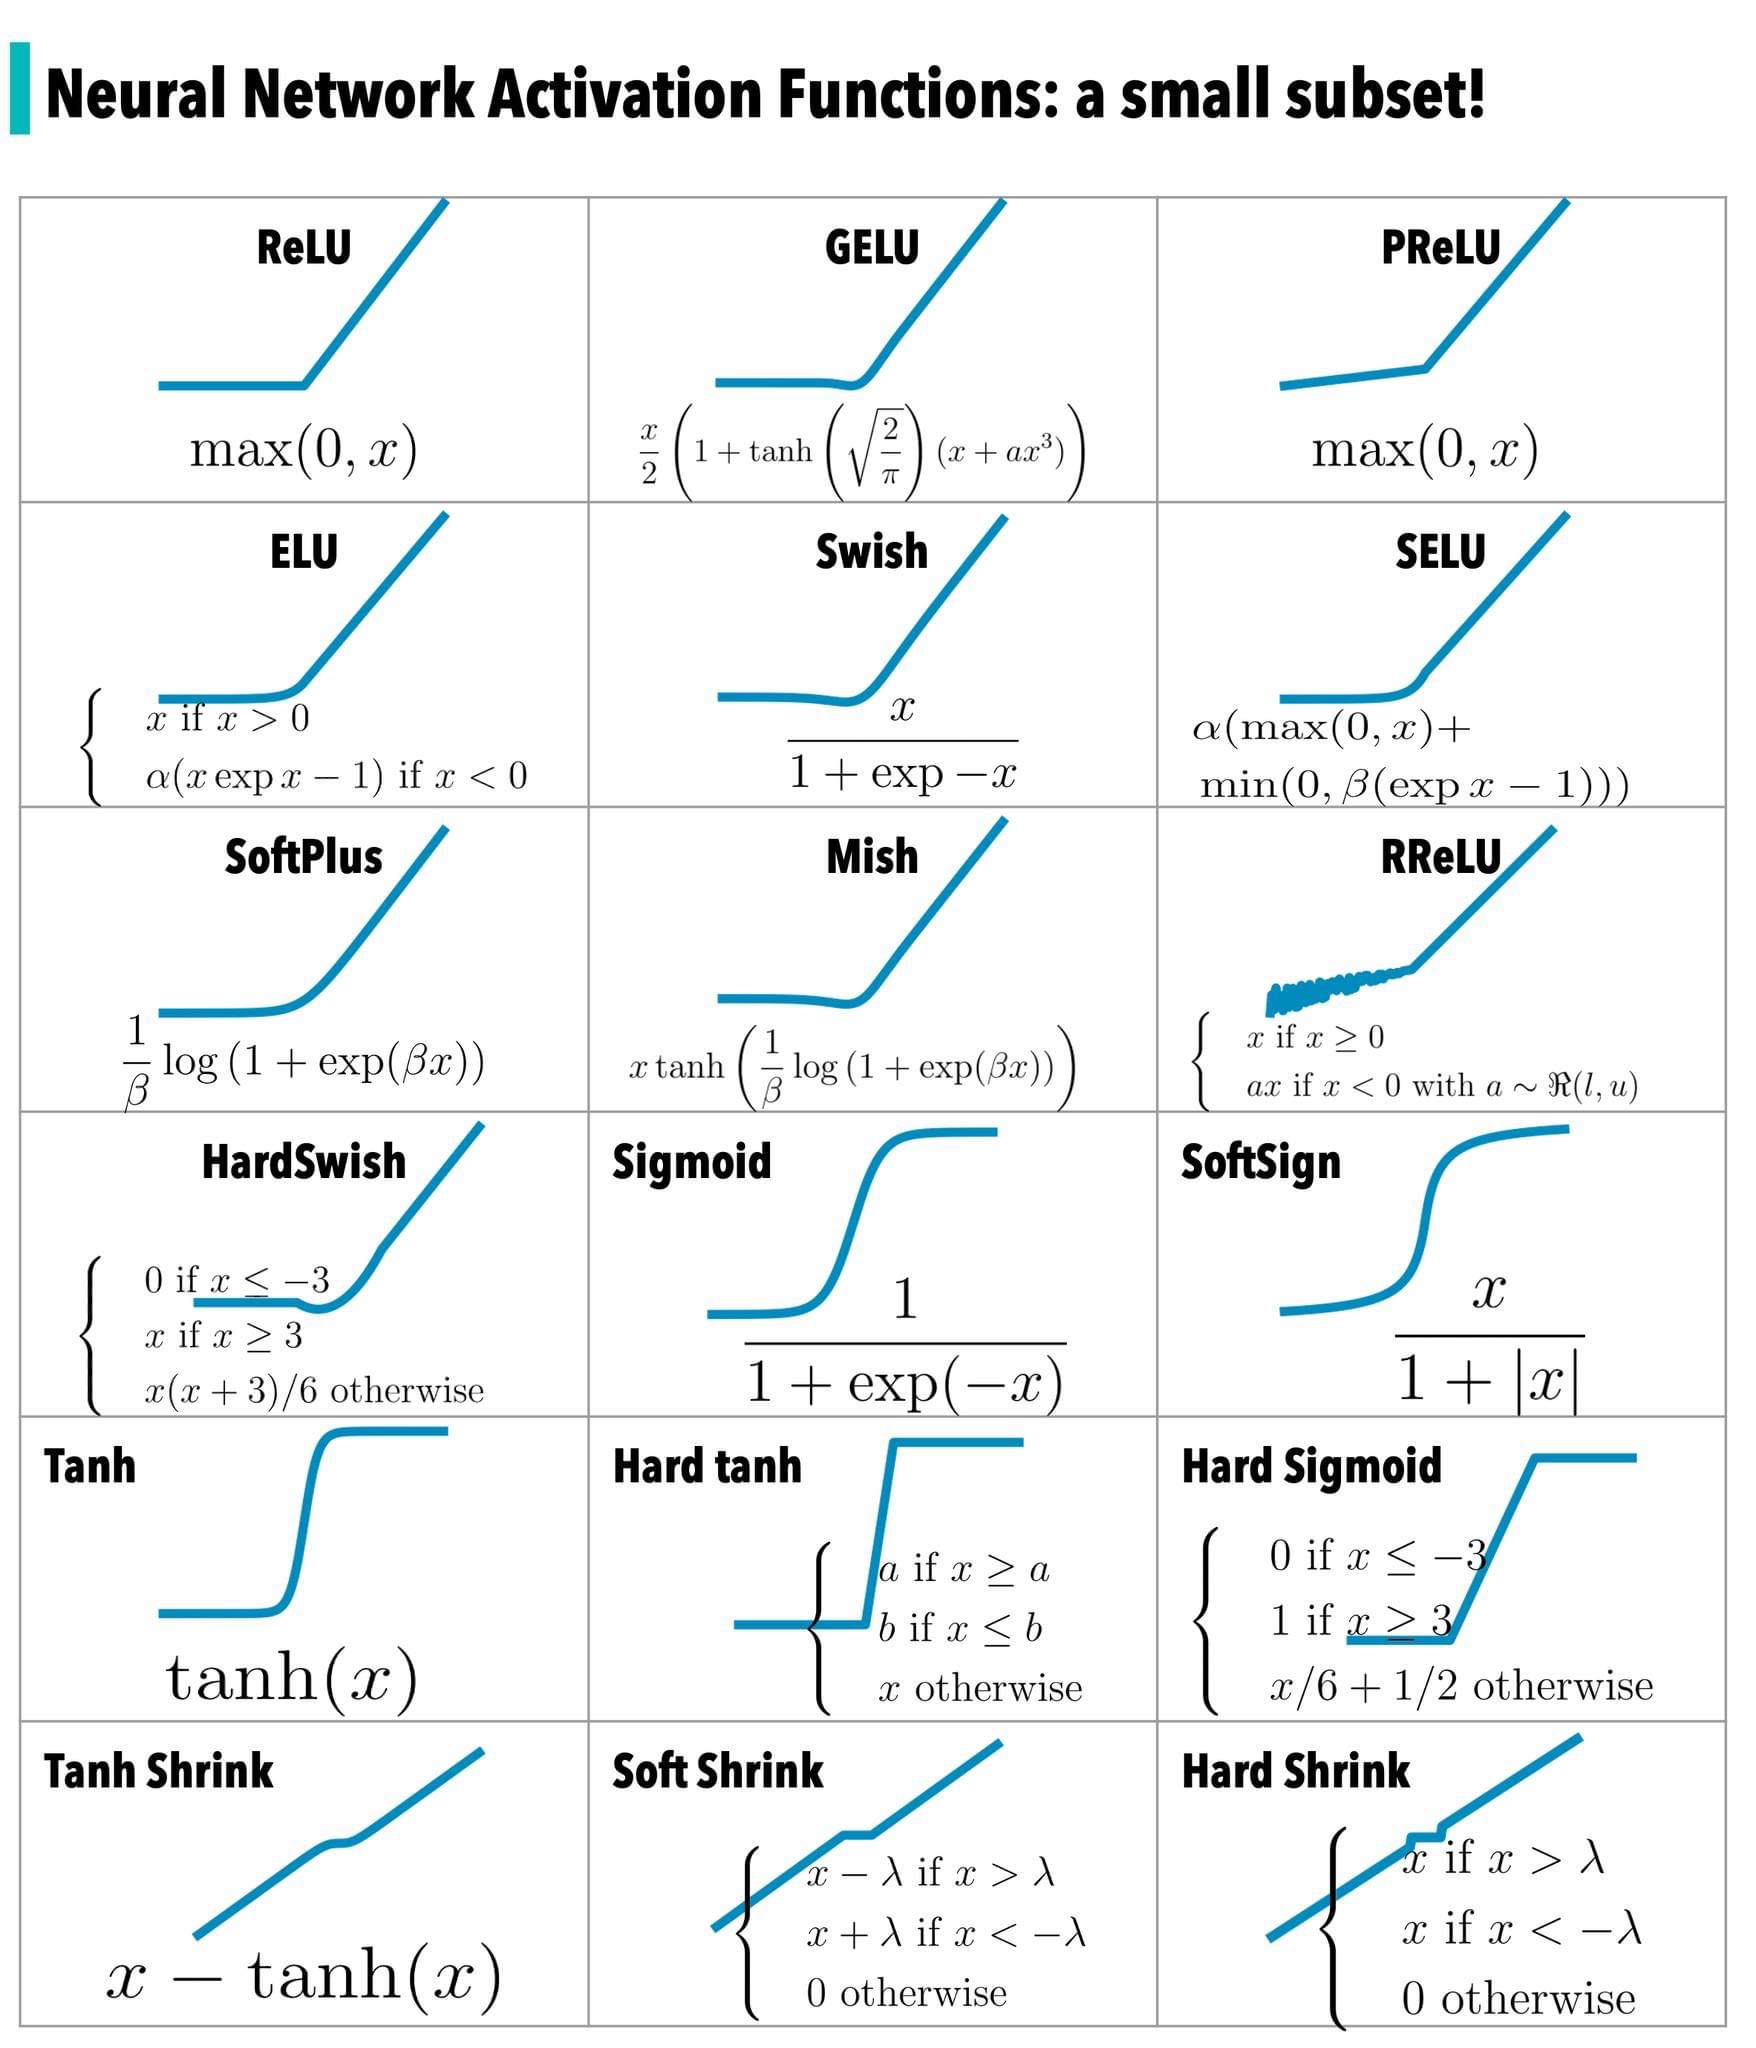 Neural Network Activation Functions: a small subset!
ReLU
max(0, x)
GELU
x/2 (1 + tanh (√(2/π)) (x + ax³))
PReLU
max(0, x)
ELU
{ x if x > 0
α(x exp x − 1) if x < 0
Swish
x
1 + exp −x
SELU
α(max(0, x)+
min(0, β(exp x − 1)))
SoftPlus
1/β log (1 + exp(βx))
Mish
x tanh (1/β log (1 + exp(βx)))
RReLU
{ x if x ≥ 0
ax if x < 0 with a ∼ ℜ(l, u)
HardSwish
{ 0 if x ≤ −3
x if x ≥ 3
x(x + 3)/6 otherwise
Sigmoid
1
1 + exp(−x)
SoftSign
x
1 + |x|
Tanh
tanh(x)
Hard tanh
{ a if x ≥ a
b if x ≤ b
x otherwise
Hard Sigmoid
{ 0 if x ≤ −3
1 if x ≥ 3
x/6 + 1/2 otherwise
Tanh Shrink
x − tanh(x)
Soft Shrink
{ x − λ if x > λ
x + λ if x < −λ
0 otherwise
Hard Shrink
{ x if x > λ
x if x < −λ
0 otherwise